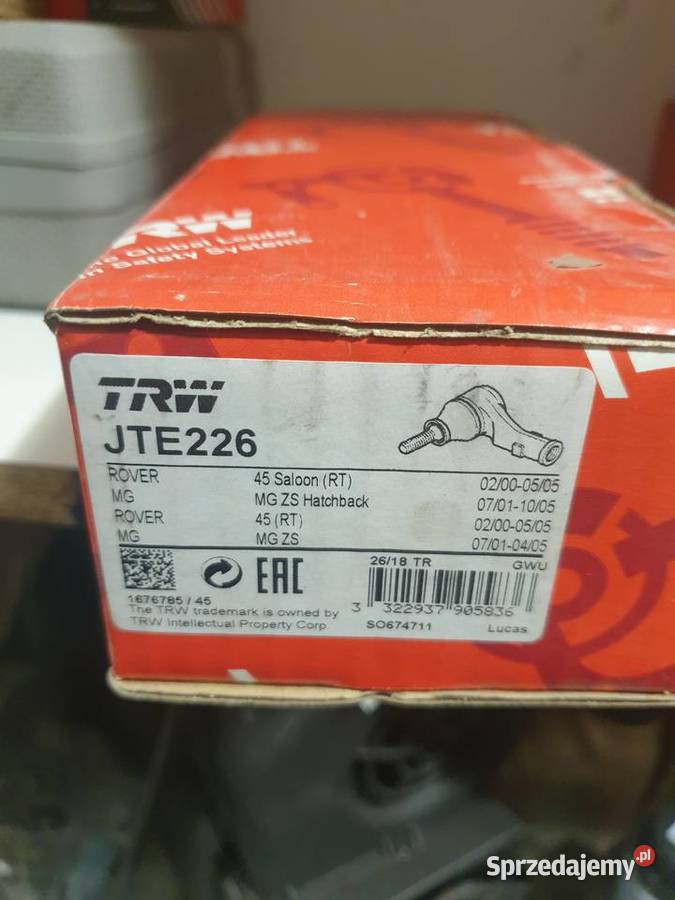 TRW
The Global Leader
in Safety Systems
TRW
JTE226
ROVER 45 Saloon (RT) 02/00-05/05
MG MG ZS Hatchback 07/01-10/05
ROVER 45 (RT) 02/00-05/05
MG MG ZS 07/01-04/05
26/18 TR GWU
EAC
3 322937 905836
1676785 / 45
The TRW trademark is owned by
TRW Intellectual Property Corp.
SO674711 Lucas
Sprzedajemy.pl